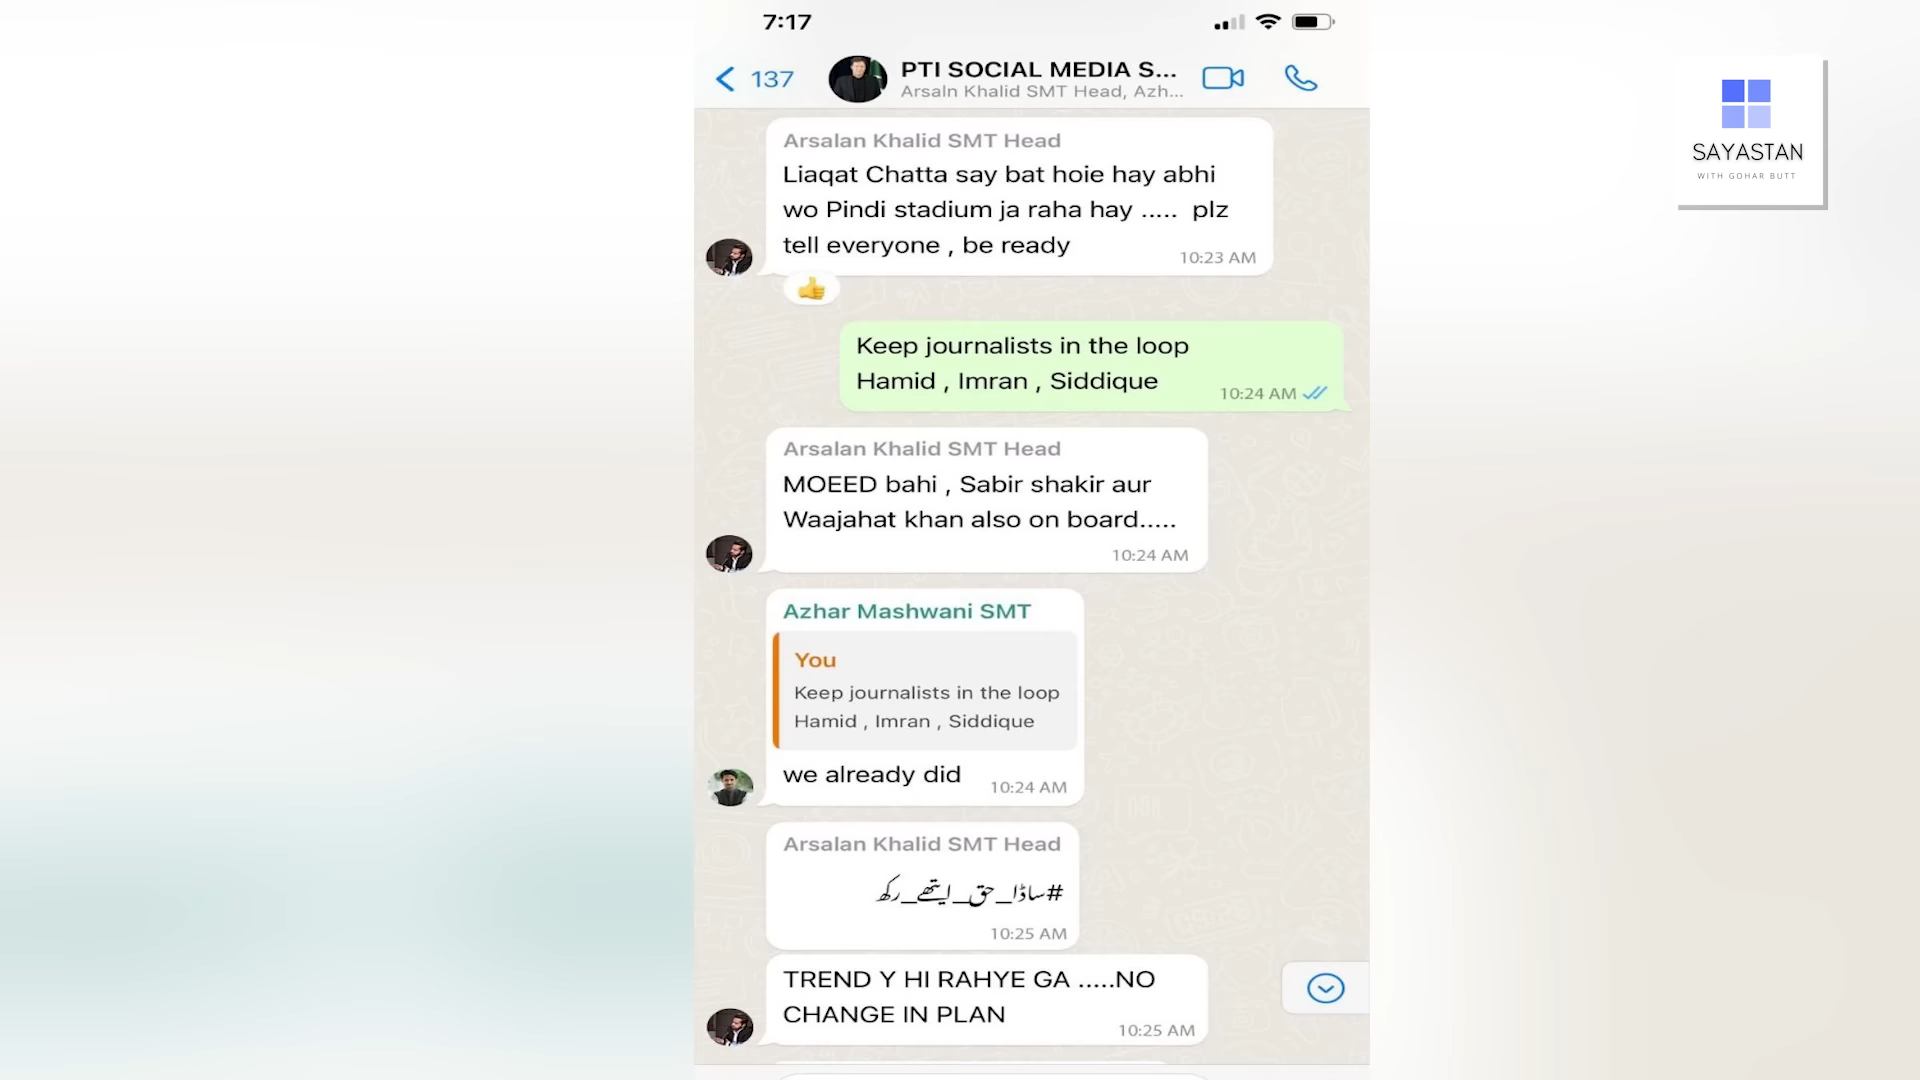 7:17
137
PTI SOCIAL MEDIA S...
Arsaln Khalid SMT Head, Azh...
SAYASTAN
WITH GOHAR BUTT
Arsalan Khalid SMT Head
Liaqat Chatta say bat hoie hay abhi
wo Pindi stadium ja raha hay ..... plz
tell everyone , be ready
10:23 AM
Keep journalists in the loop
Hamid , Imran , Siddique
10:24 AM
Arsalan Khalid SMT Head
MOEED bahi , Sabir shakir aur
Waajahat khan also on board.....
10:24 AM
Azhar Mashwani SMT
You
Keep journalists in the loop
Hamid , Imran , Siddique
we already did
10:24 AM
Arsalan Khalid SMT Head
#ساڈا_حق_ایتھے_رکھ
10:25 AM
TREND Y HI RAHYE GA .....NO
CHANGE IN PLAN
10:25 AM